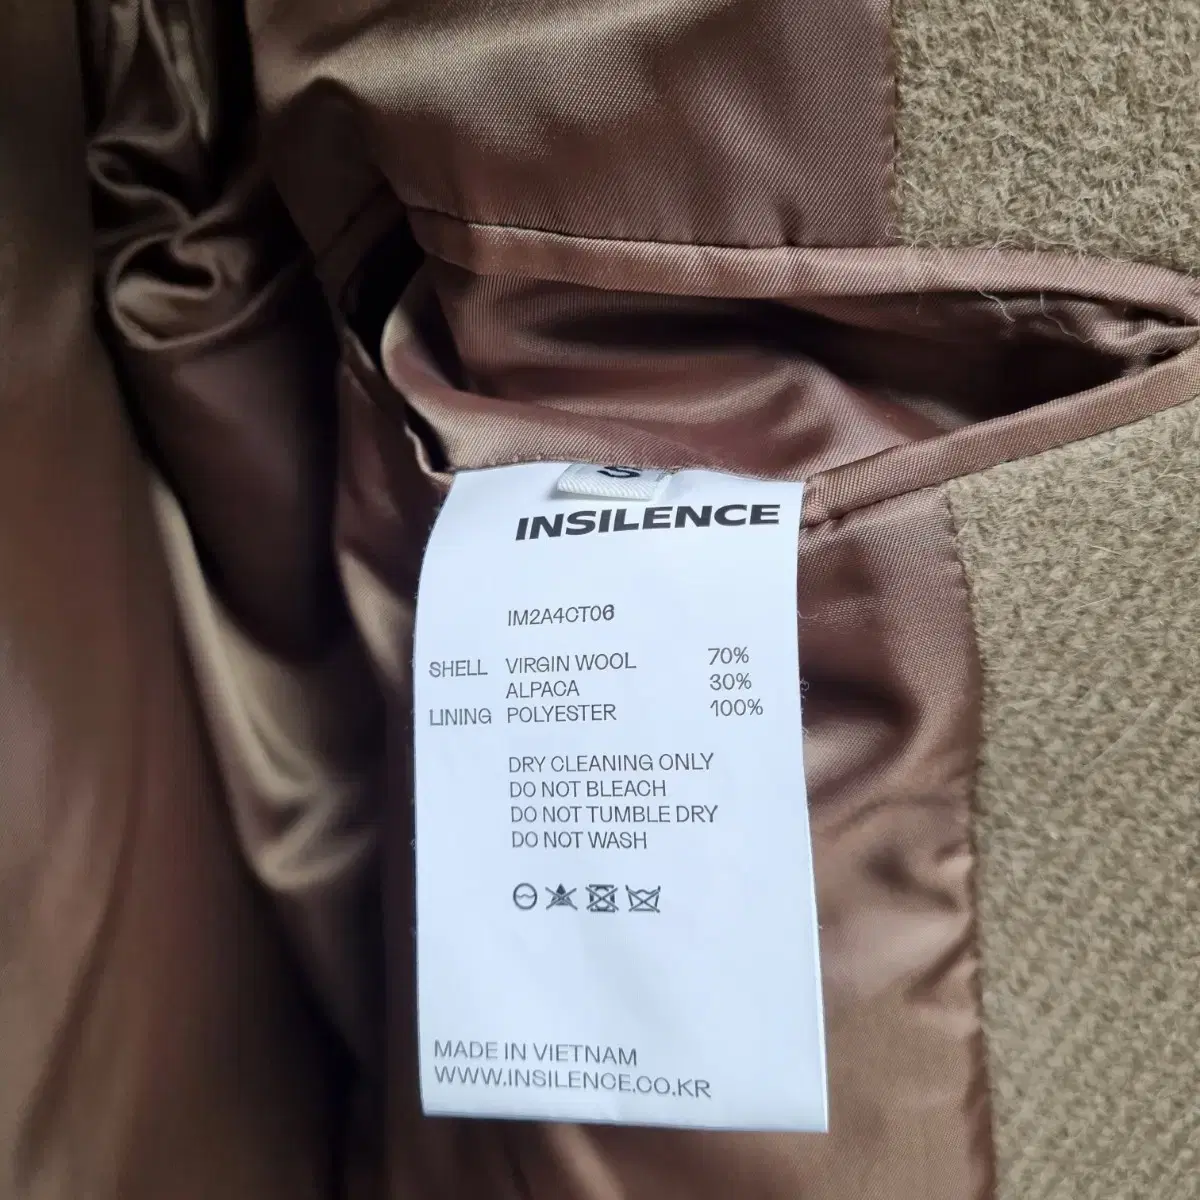 S
INSILENCE
IM2A4CT06
SHELL VIRGIN WOOL 70%
ALPACA 30%
LINING POLYESTER 100%
DRY CLEANING ONLY
DO NOT BLEACH
DO NOT TUMBLE DRY
DO NOT WASH
MADE IN VIETNAM
WWW.INSILENCE.CO.KR